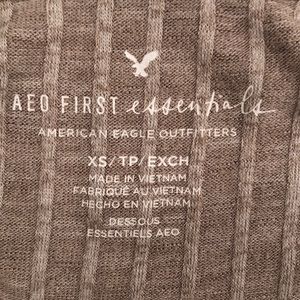 AEO FIRST essentials
AMERICAN EAGLE OUTFITTERS
XS/TP/EXCH
MADE IN VIETNAM
FABRIQUÉ AU VIETNAM
HECHO EN VIETNAM
DESSOUS
ESSENTIELS AEO